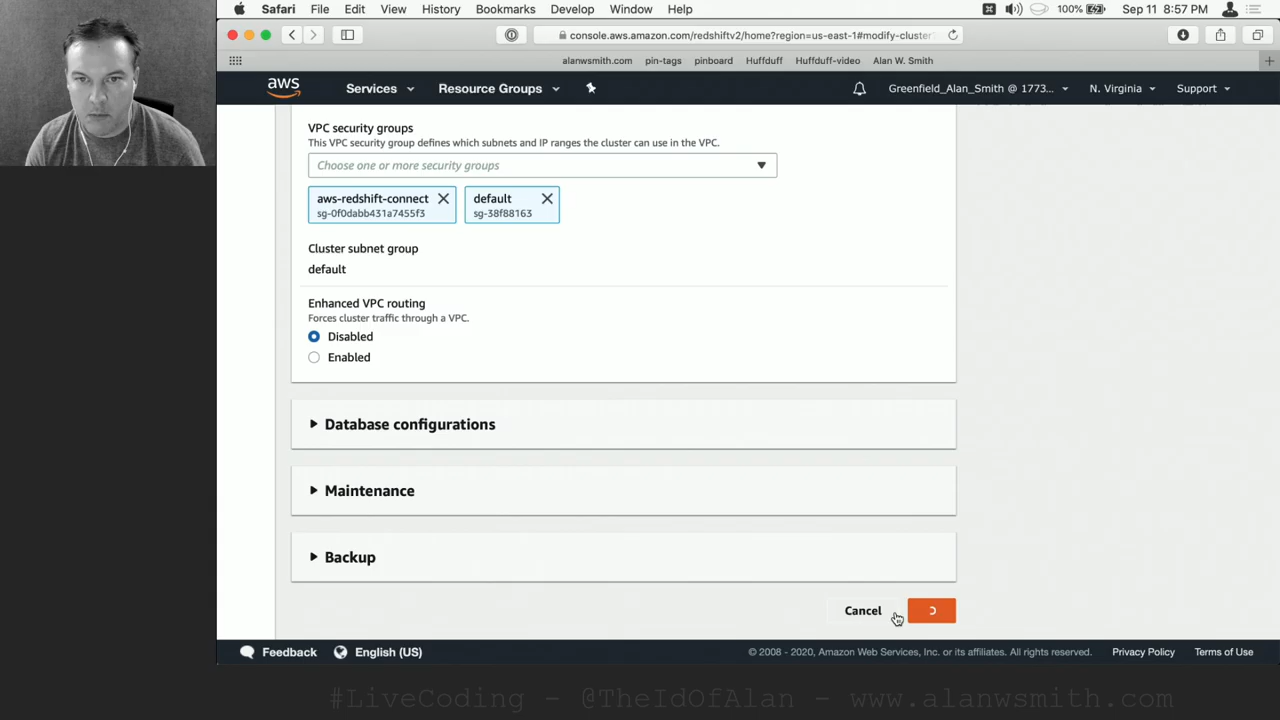 Safari File Edit View History Bookmarks Develop Window Help 100% Sep 11 8:57 PM
console.aws.amazon.com/redshiftv2/home?region=us-east-1#modify-cluster
alanwsmith.com pin-tags pinboard Huffduff Huffduff-video Alan W. Smith
aws Services Resource Groups Greenfield_Alan_Smith @ 1773... N. Virginia Support
VPC security groups
This VPC security group defines which subnets and IP ranges the cluster can use in the VPC.
Choose one or more security groups
aws-redshift-connect default
sg-0f0dabb431a7455f3 sg-38f88163
Cluster subnet group
default
Enhanced VPC routing
Forces cluster traffic through a VPC.
Disabled
Enabled
Database configurations
Maintenance
Backup
Cancel
Feedback English (US) © 2008 - 2020, Amazon Web Services, Inc. or its affiliates. All rights reserved. Privacy Policy Terms of Use
#LiveCoding - @TheIdOfAlan - www.alanwsmith.com